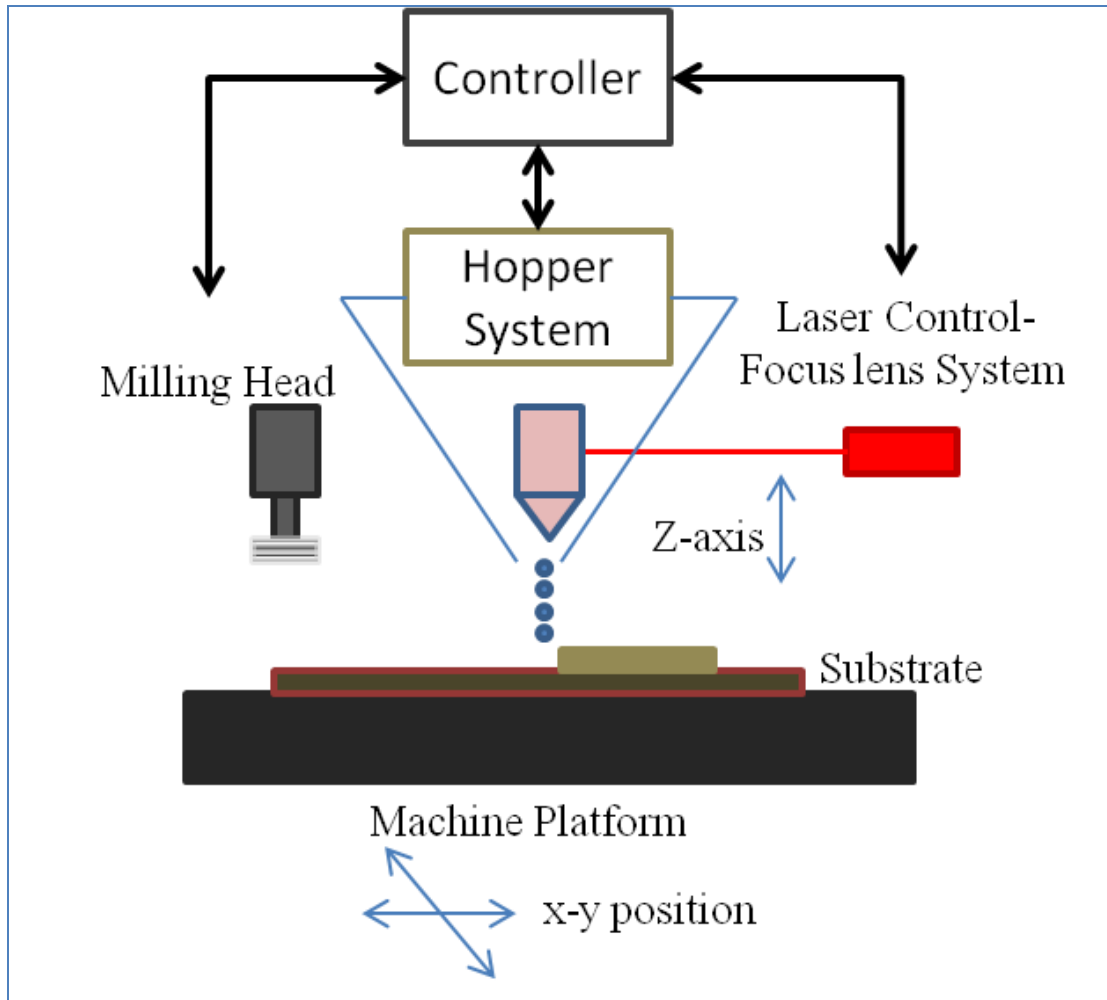 Controller
Hopper
System
Laser Control-
Focus lens System
Milling Head
Z-axis
Substrate
Machine Platform
x-y position